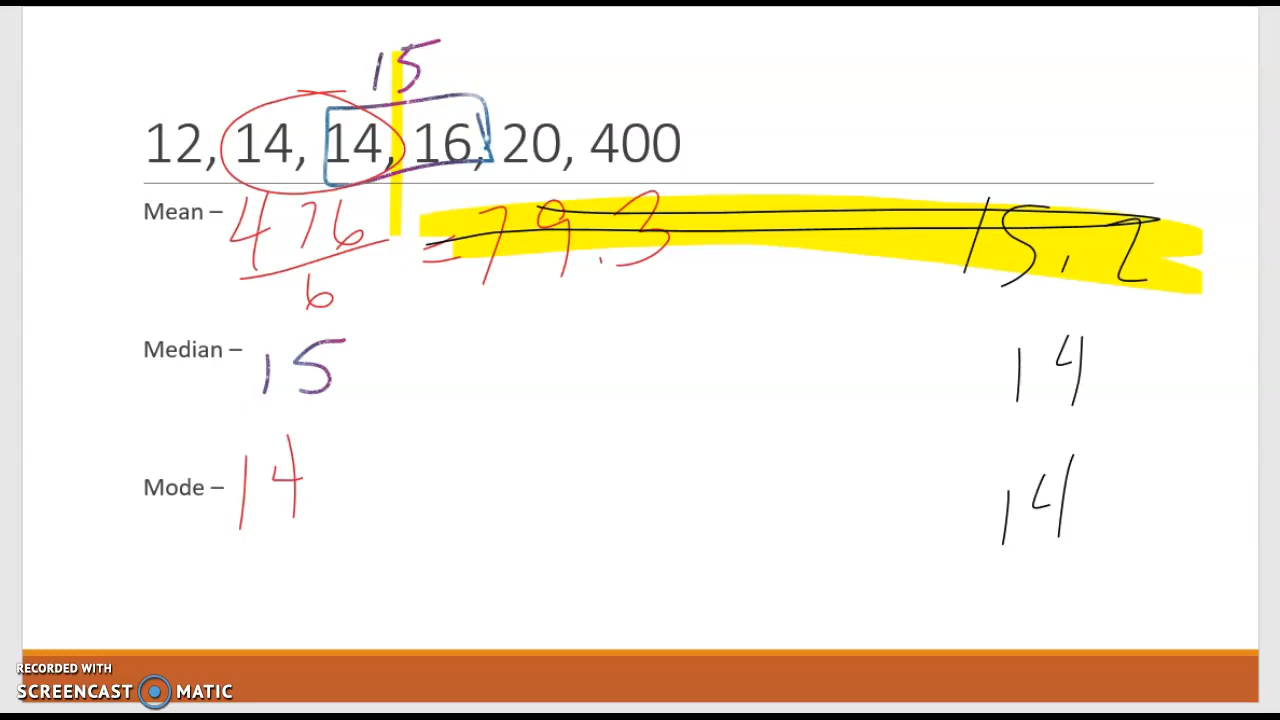 15
12, 14, 14, 16, 20, 400
Mean – 476/6 = 79.3 15.2
Median – 15 14
Mode – 14 14
RECORDED WITH
SCREENCAST MATIC